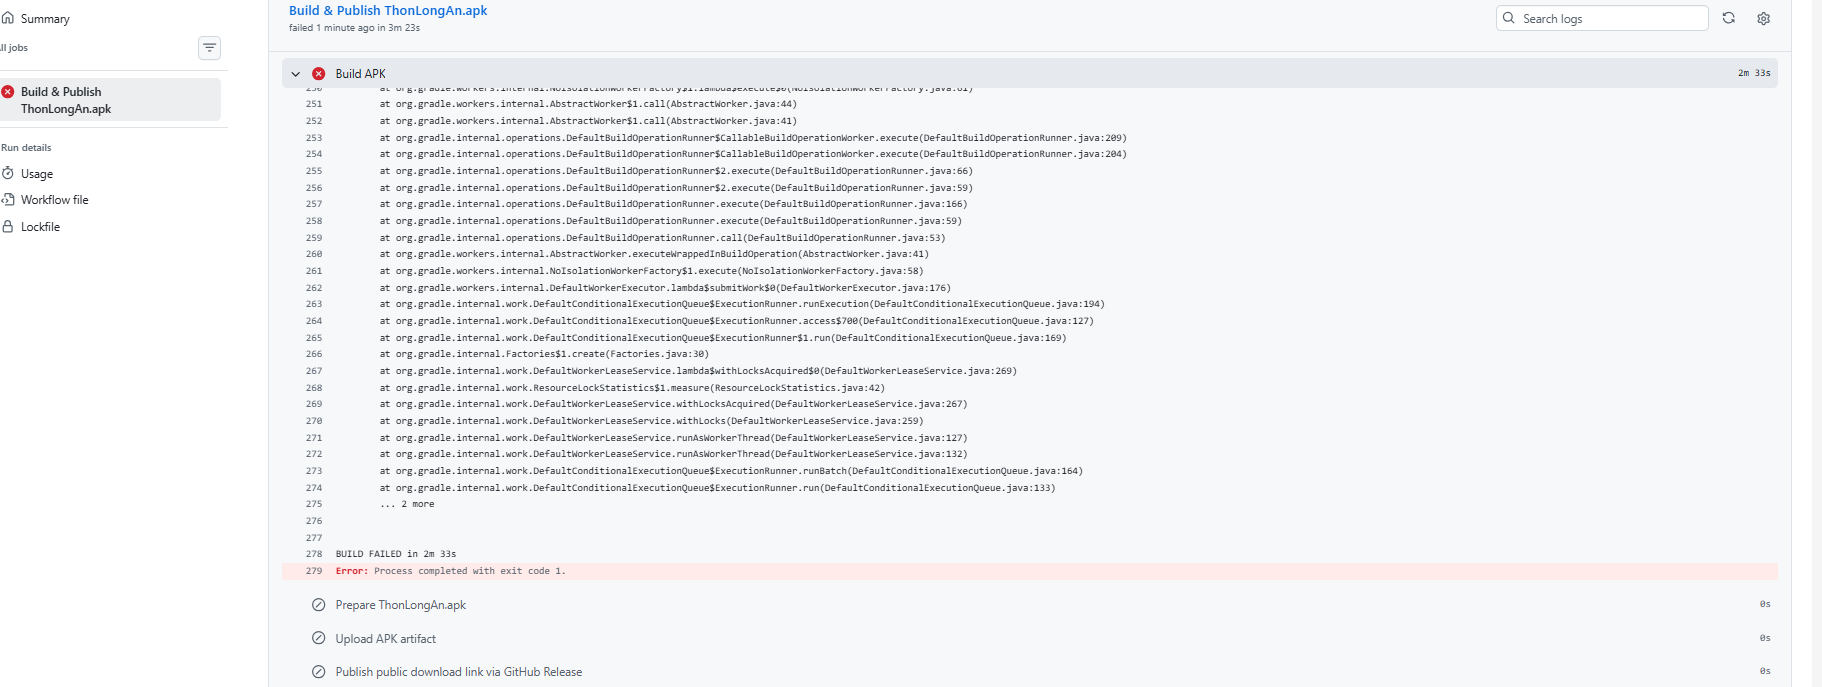 Summary
All jobs
Build & Publish
ThonLongAn.apk
Run details
Usage
Workflow file
Lockfile
Build & Publish ThonLongAn.apk
failed 1 minute ago in 3m 23s
Search logs
Build APK
2m 33s
250 at org.gradle.workers.internal.NoIsolationWorkerFactory$1.lambda$execute$0(NoIsolationWorkerFactory.java:61)
251 at org.gradle.workers.internal.AbstractWorker$1.call(AbstractWorker.java:44)
252 at org.gradle.workers.internal.AbstractWorker$1.call(AbstractWorker.java:41)
253 at org.gradle.internal.operations.DefaultBuildOperationRunner$CallableBuildOperationWorker.execute(DefaultBuildOperationRunner.java:209)
254 at org.gradle.internal.operations.DefaultBuildOperationRunner$CallableBuildOperationWorker.execute(DefaultBuildOperationRunner.java:204)
255 at org.gradle.internal.operations.DefaultBuildOperationRunner$2.execute(DefaultBuildOperationRunner.java:66)
256 at org.gradle.internal.operations.DefaultBuildOperationRunner$2.execute(DefaultBuildOperationRunner.java:59)
257 at org.gradle.internal.operations.DefaultBuildOperationRunner.execute(DefaultBuildOperationRunner.java:166)
258 at org.gradle.internal.operations.DefaultBuildOperationRunner.execute(DefaultBuildOperationRunner.java:59)
259 at org.gradle.internal.operations.DefaultBuildOperationRunner.call(DefaultBuildOperationRunner.java:53)
260 at org.gradle.workers.internal.AbstractWorker.executeWrappedInBuildOperation(AbstractWorker.java:41)
261 at org.gradle.workers.internal.NoIsolationWorkerFactory$1.execute(NoIsolationWorkerFactory.java:58)
262 at org.gradle.workers.internal.DefaultWorkerExecutor.lambda$submitWork$0(DefaultWorkerExecutor.java:176)
263 at org.gradle.internal.work.DefaultConditionalExecutionQueue$ExecutionRunner.runExecution(DefaultConditionalExecutionQueue.java:194)
264 at org.gradle.internal.work.DefaultConditionalExecutionQueue$ExecutionRunner.access$700(DefaultConditionalExecutionQueue.java:127)
265 at org.gradle.internal.work.DefaultConditionalExecutionQueue$ExecutionRunner$1.run(DefaultConditionalExecutionQueue.java:169)
266 at org.gradle.internal.Factories$1.create(Factories.java:30)
267 at org.gradle.internal.work.DefaultWorkerLeaseService.lambda$withLocksAcquired$0(DefaultWorkerLeaseService.java:269)
268 at org.gradle.internal.work.ResourceLockStatistics$1.measure(ResourceLockStatistics.java:42)
269 at org.gradle.internal.work.DefaultWorkerLeaseService.withLocksAcquired(DefaultWorkerLeaseService.java:267)
270 at org.gradle.internal.work.DefaultWorkerLeaseService.withLocks(DefaultWorkerLeaseService.java:259)
271 at org.gradle.internal.work.DefaultWorkerLeaseService.runAsWorkerThread(DefaultWorkerLeaseService.java:127)
272 at org.gradle.internal.work.DefaultWorkerLeaseService.runAsWorkerThread(DefaultWorkerLeaseService.java:132)
273 at org.gradle.internal.work.DefaultConditionalExecutionQueue$ExecutionRunner.runBatch(DefaultConditionalExecutionQueue.java:164)
274 at org.gradle.internal.work.DefaultConditionalExecutionQueue$ExecutionRunner.run(DefaultConditionalExecutionQueue.java:133)
275 ... 2 more
276
277
278 BUILD FAILED in 2m 33s
279 Error: Process completed with exit code 1.
Prepare ThonLongAn.apk 0s
Upload APK artifact 0s
Publish public download link via GitHub Release 0s